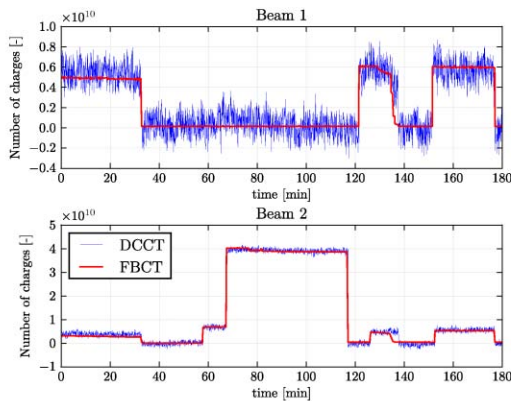 Beam 1
×10^10
Number of charges [-]
1.0
0.8
0.6
0.4
0.2
0.0
−0.2
−0.4
0 20 40 60 80 100 120 140 160 180
time [min]
Beam 2
×10^10
Number of charges [-]
5
4
3
2
1
0
−1
DCCT
FBCT
0 20 40 60 80 100 120 140 160 180
time [min]